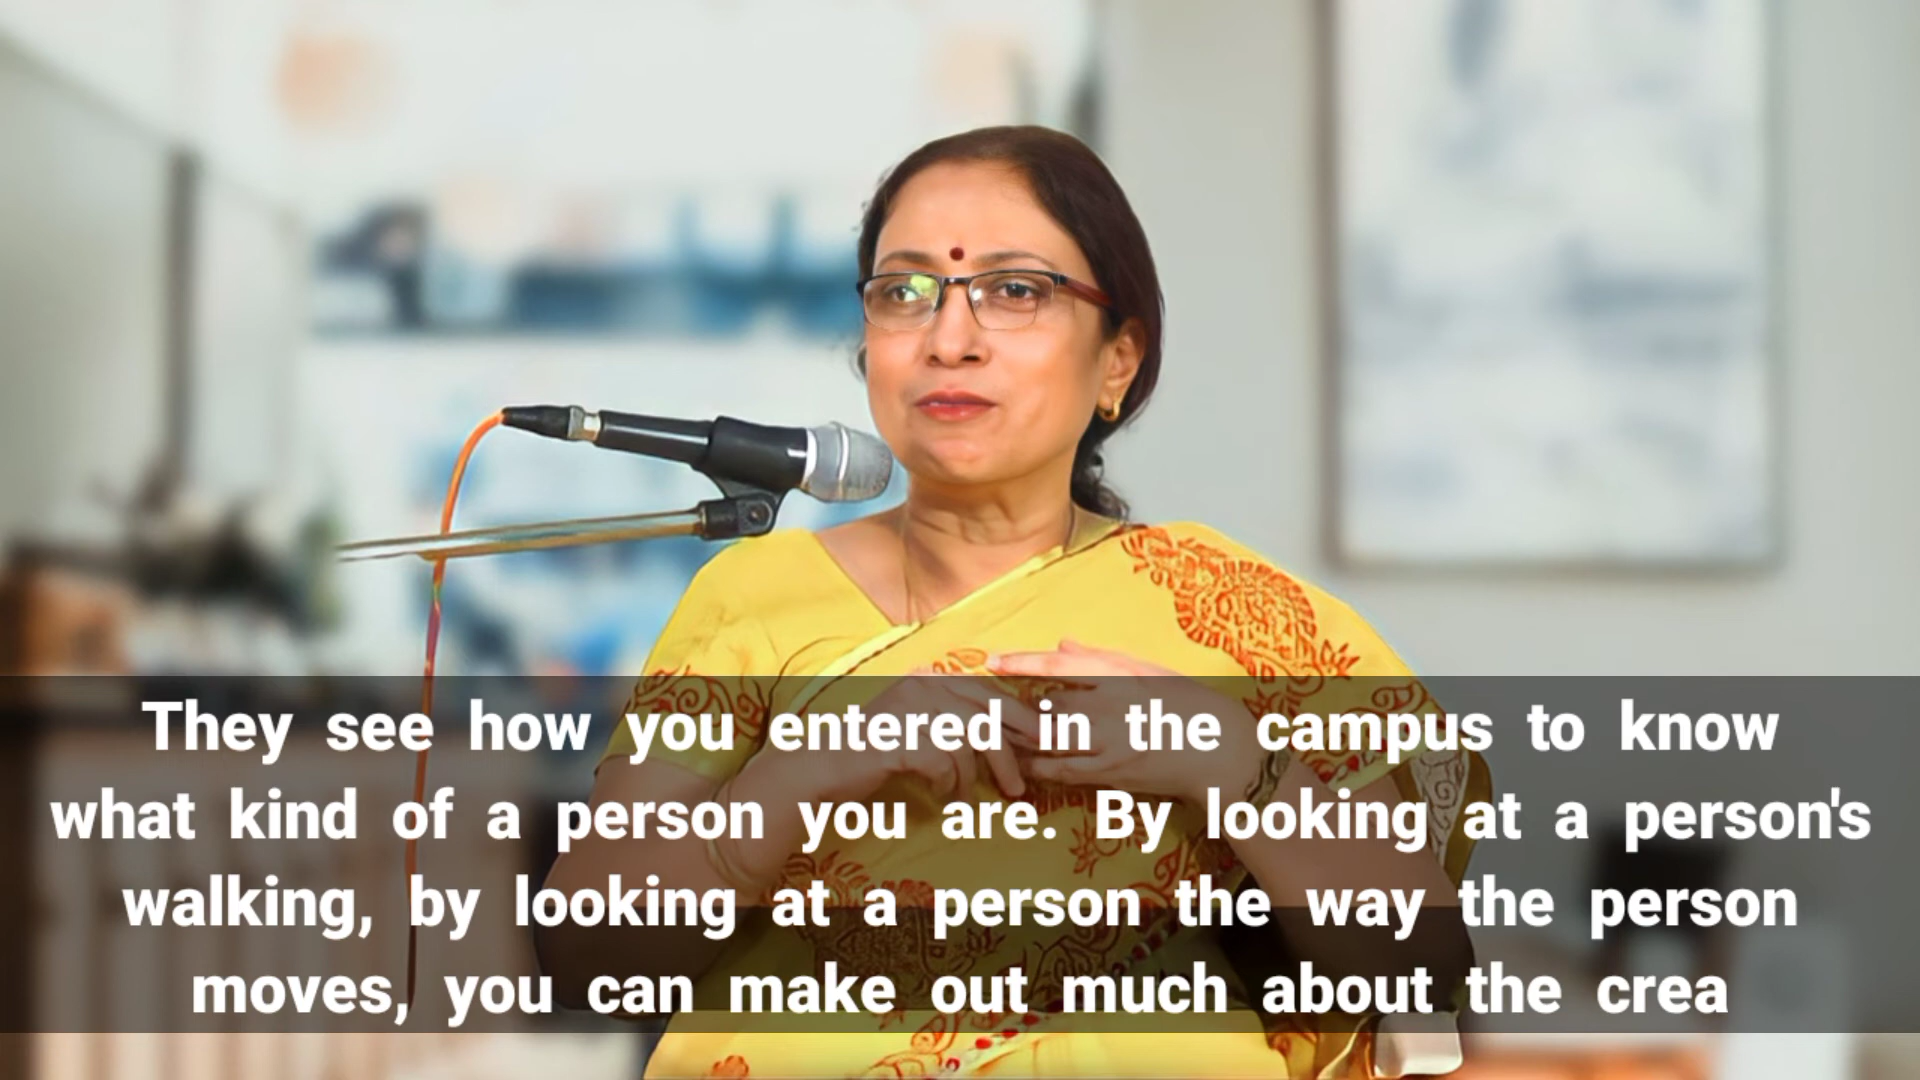 They see how you entered in the campus to know
what kind of a person you are. By looking at a person's
walking, by looking at a person the way the person
moves, you can make out much about the crea